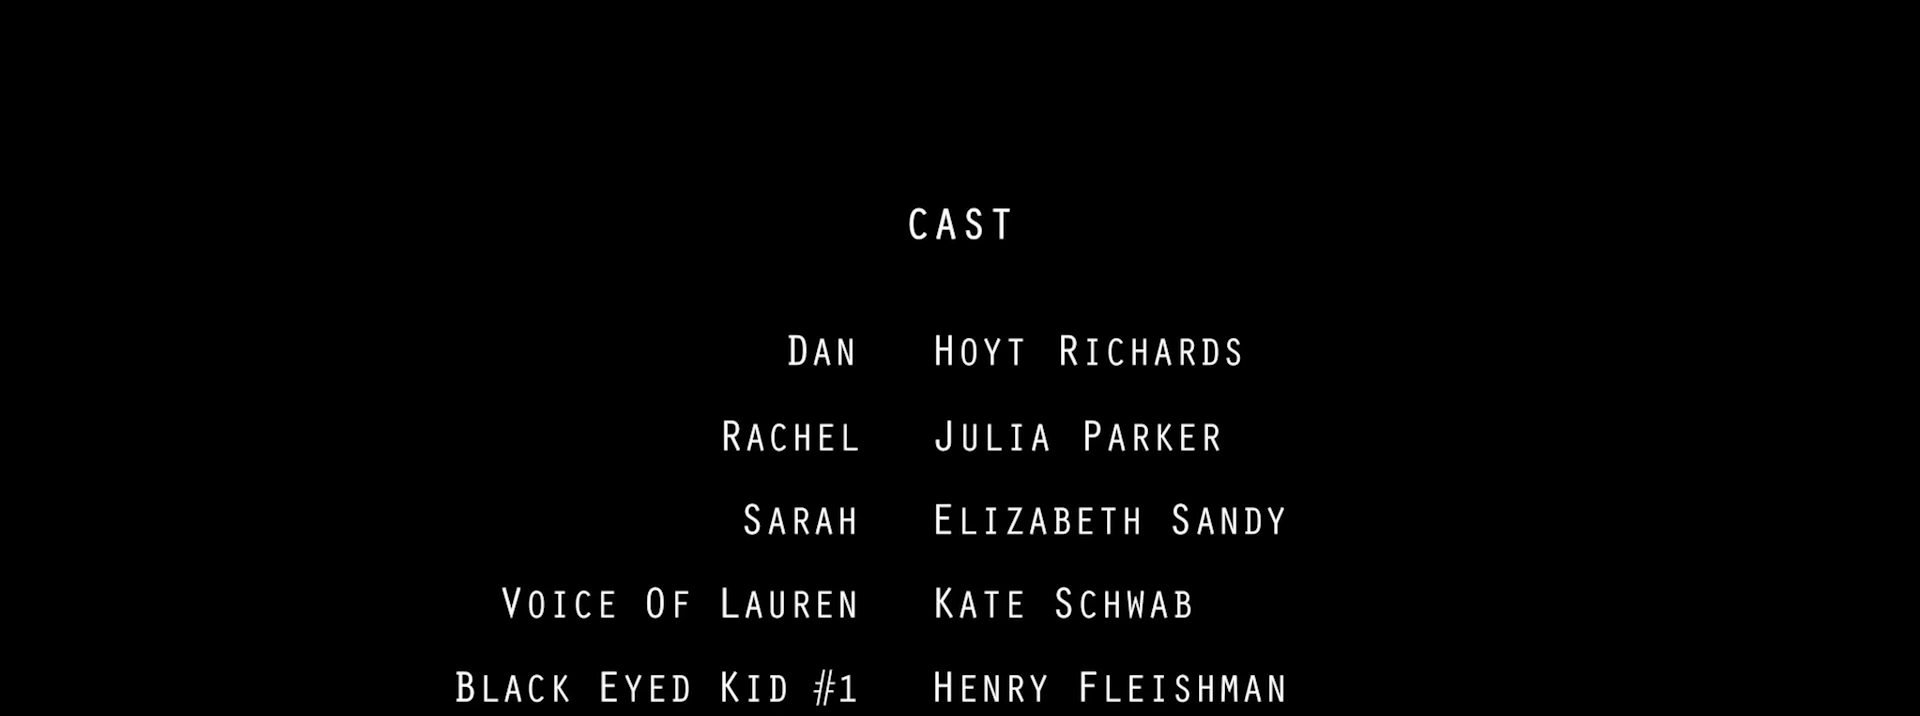 CAST
DAN HOYT RICHARDS
RACHEL JULIA PARKER
SARAH ELIZABETH SANDY
VOICE OF LAUREN KATE SCHWAB
BLACK EYED KID #1 HENRY FLEISHMAN